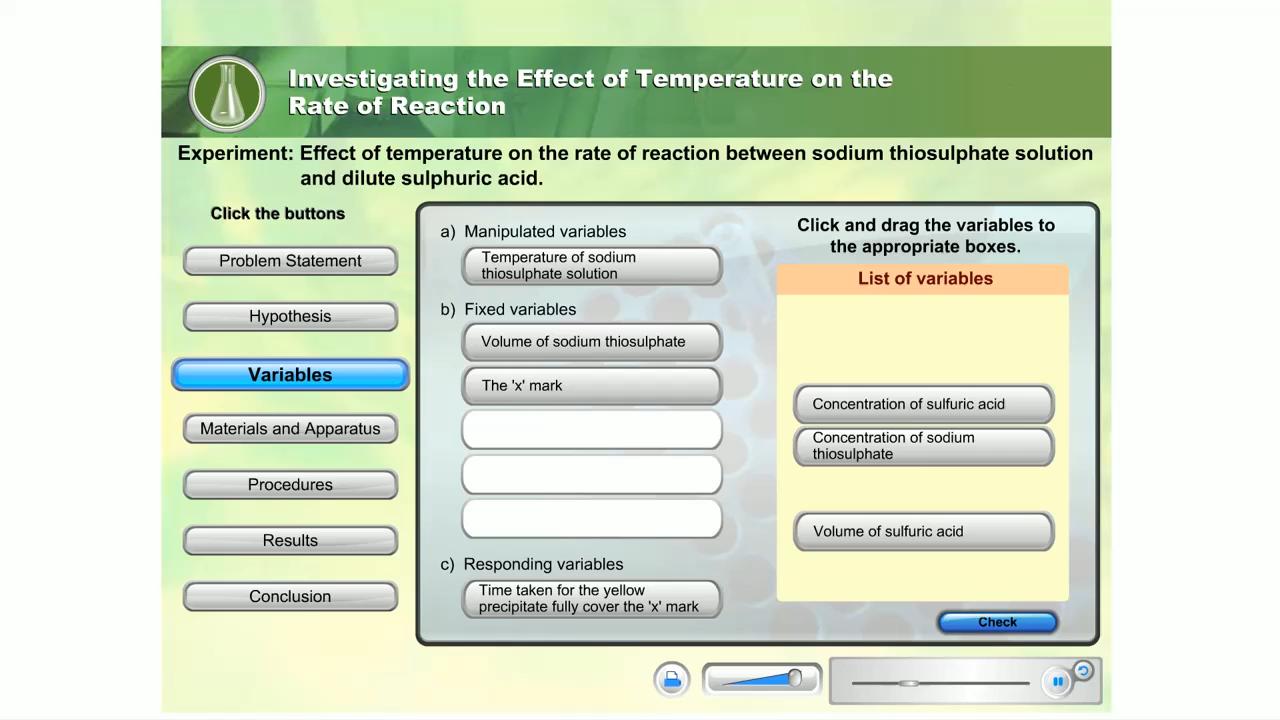 Investigating the Effect of Temperature on the
Rate of Reaction
Experiment: Effect of temperature on the rate of reaction between sodium thiosulphate solution
and dilute sulphuric acid.
Click the buttons
Problem Statement
Hypothesis
Variables
Materials and Apparatus
Procedures
Results
Conclusion
a) Manipulated variables
Temperature of sodium
thiosulphate solution
b) Fixed variables
Volume of sodium thiosulphate
The 'x' mark
c) Responding variables
Time taken for the yellow
precipitate fully cover the 'x' mark
Click and drag the variables to
the appropriate boxes.
List of variables
Concentration of sulfuric acid
Concentration of sodium
thiosulphate
Volume of sulfuric acid
Check